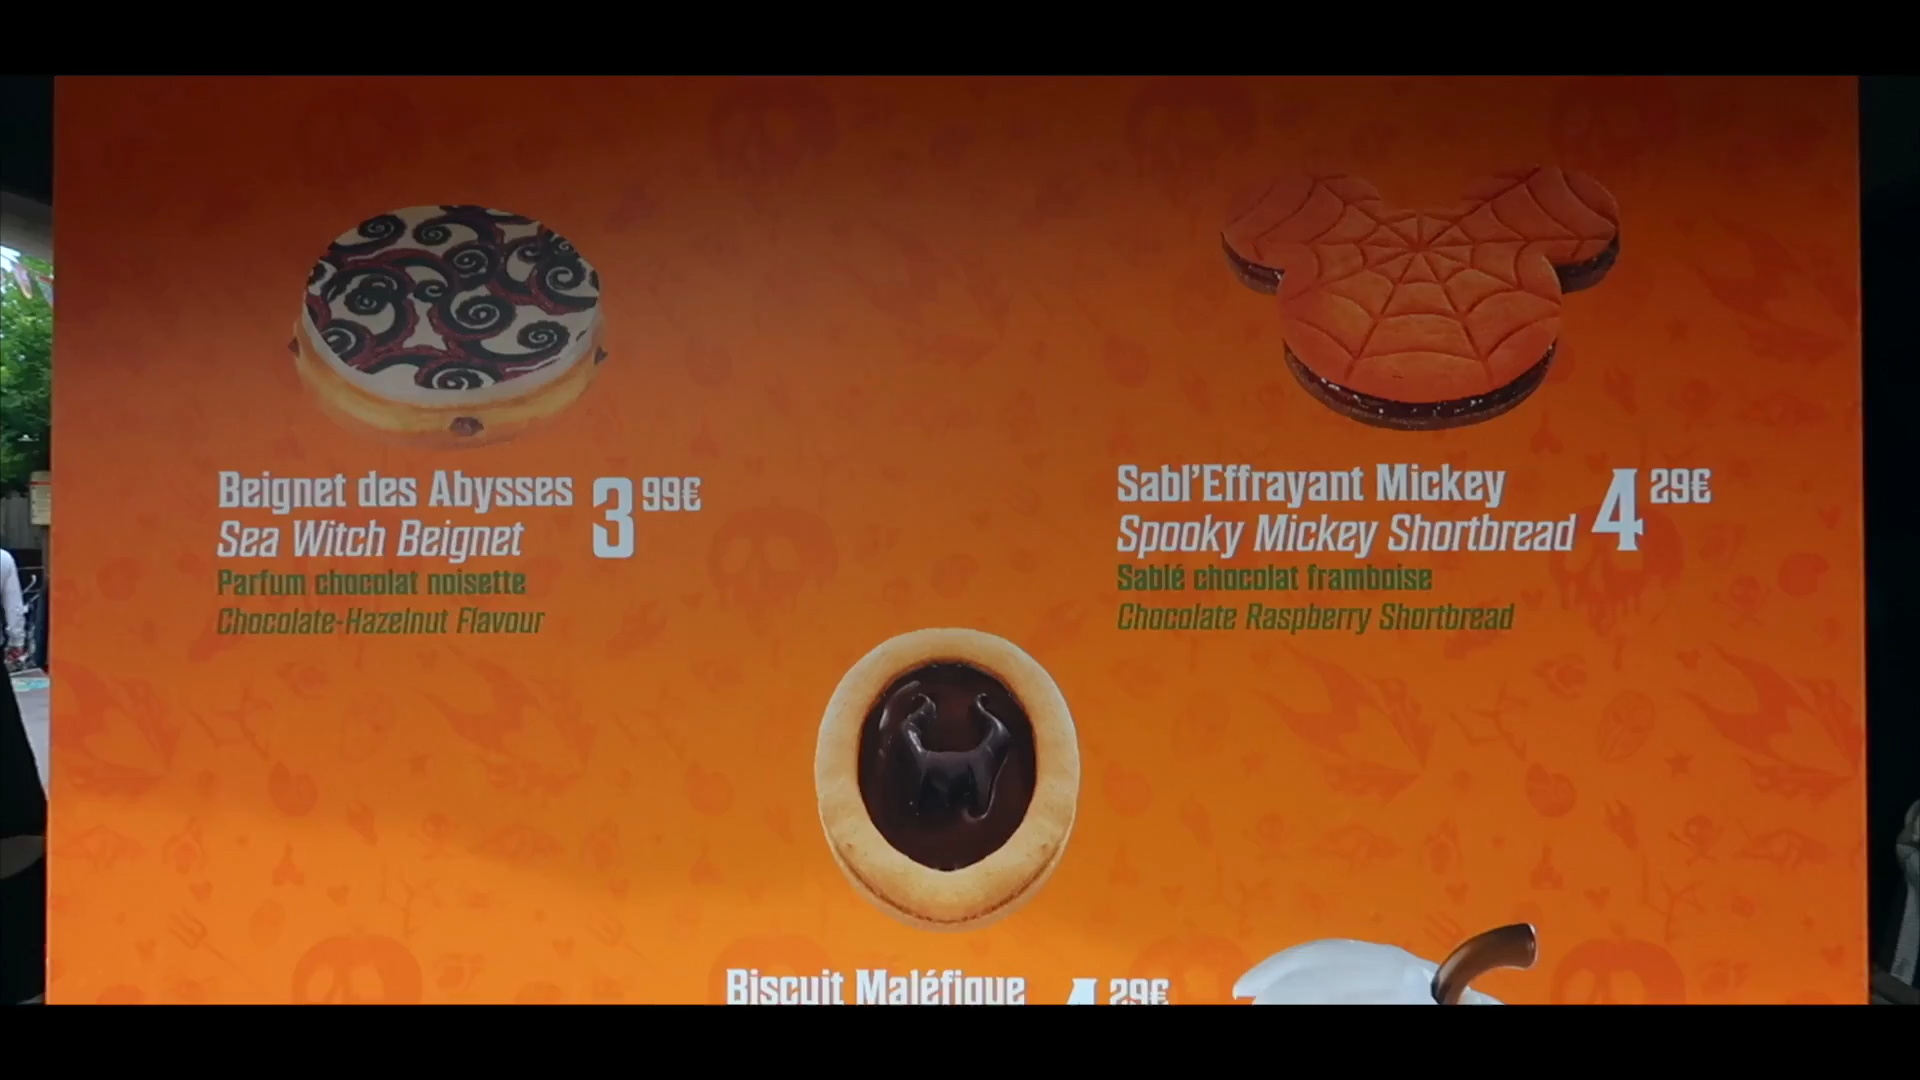 Beignet des Abysses 3 99€
Sea Witch Beignet
Parfum chocolat noisette
Chocolate-Hazelnut Flavour
Sabl'Effrayant Mickey 4 29€
Spooky Mickey Shortbread
Sablé chocolat framboise
Chocolate Raspberry Shortbread
Biscuit Maléfique 4 29€